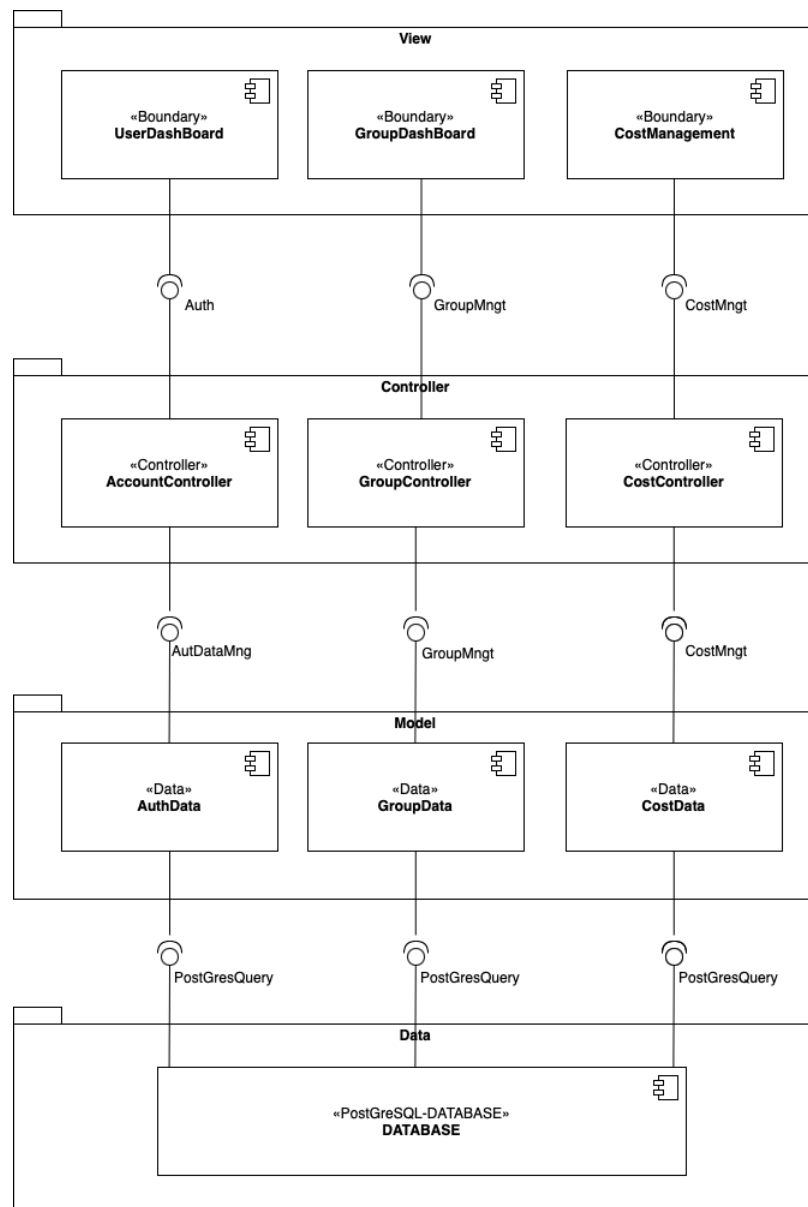 View
«Boundary»
UserDashBoard
«Boundary»
GroupDashBoard
«Boundary»
CostManagement
Auth
GroupMngt
CostMngt
Controller
«Controller»
AccountController
«Controller»
GroupController
«Controller»
CostController
AutDataMng
GroupMngt
CostMngt
Model
«Data»
AuthData
«Data»
GroupData
«Data»
CostData
PostGresQuery
PostGresQuery
PostGresQuery
Data
«PostGreSQL-DATABASE»
DATABASE